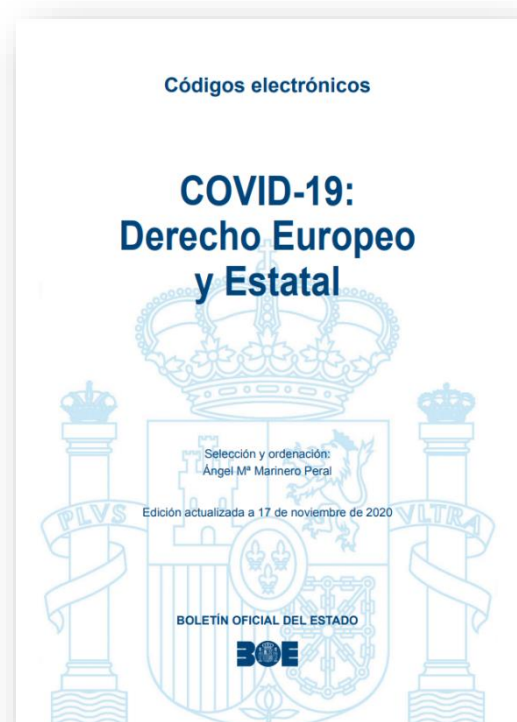 Códigos electrónicos
COVID-19:
Derecho Europeo
y Estatal
Selección y ordenación:
Ángel Mª Marinero Peral
PLVS
Edición actualizada a 17 de noviembre de 2020
VLTRA
BOLETÍN OFICIAL DEL ESTADO
BOE